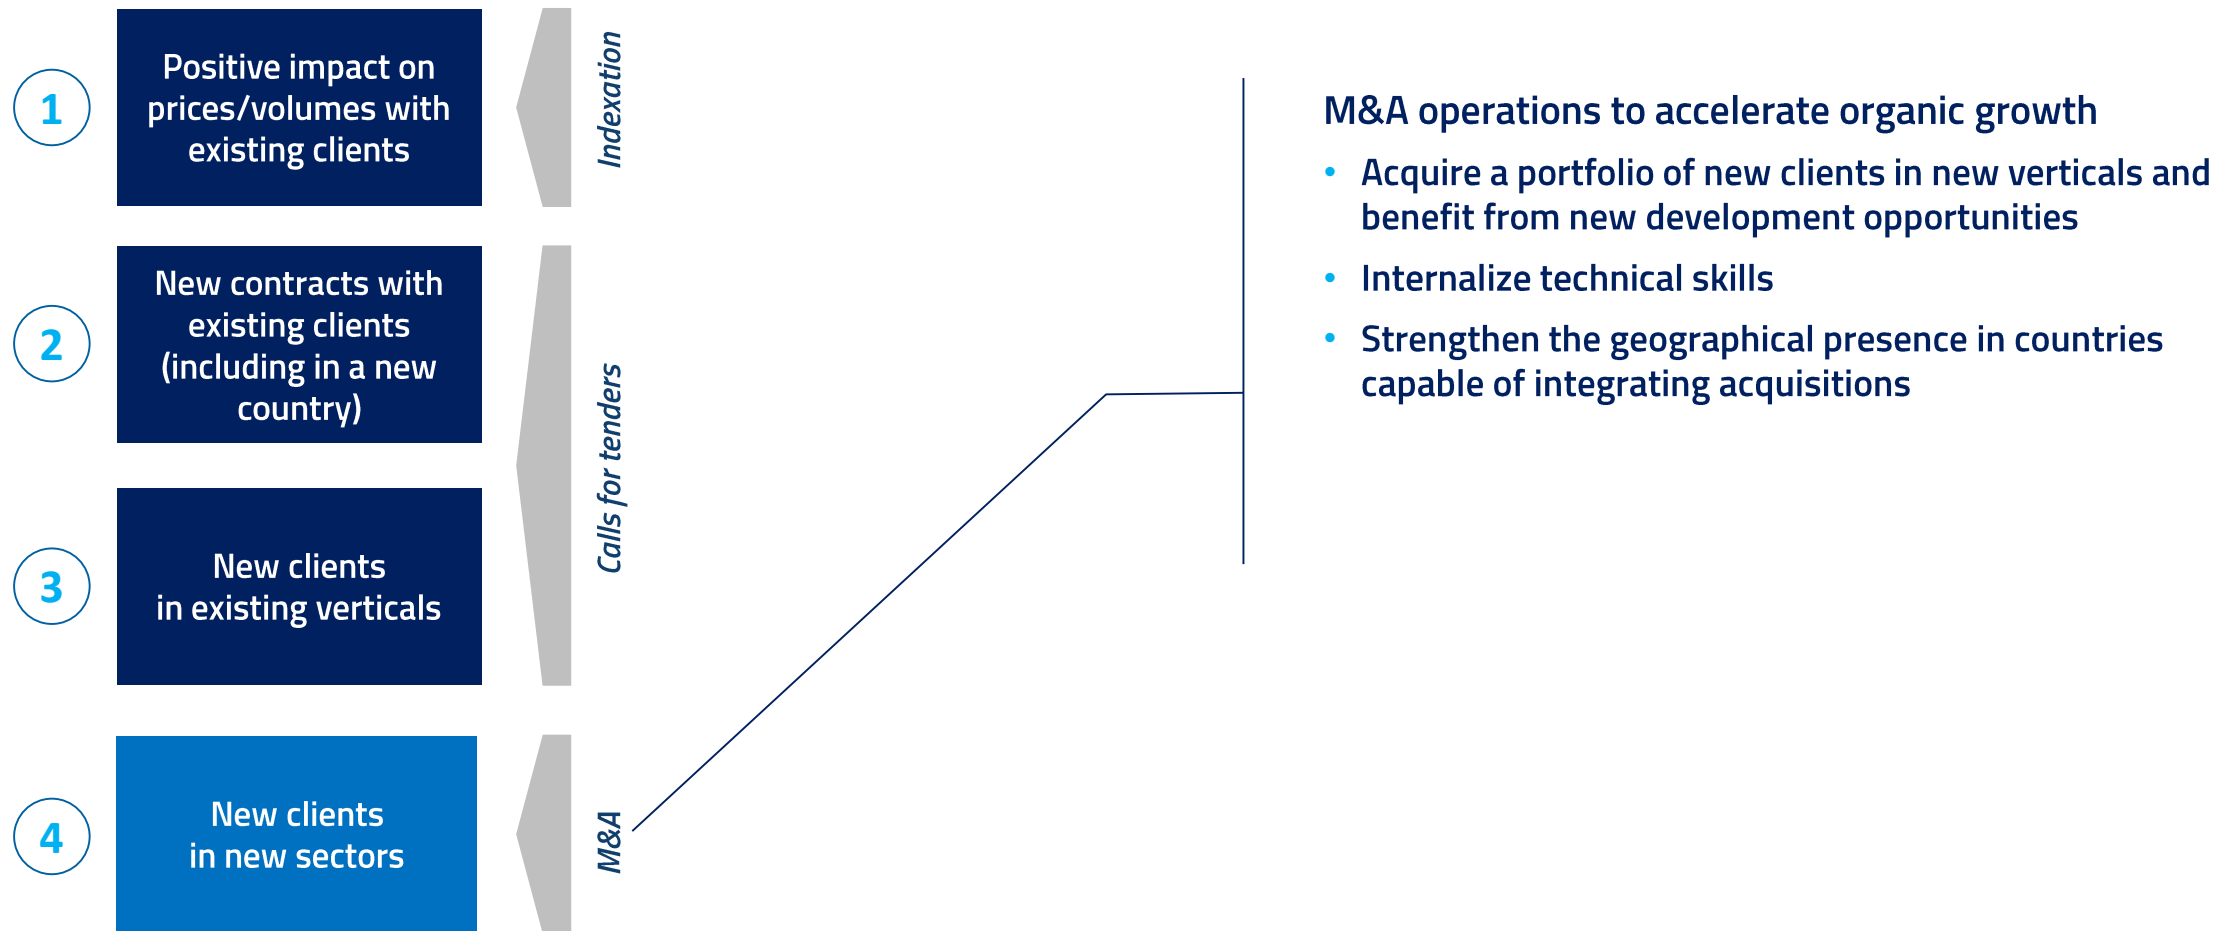 1
Positive impact on
prices/volumes with
existing clients
Indexation
2
New contracts with
existing clients
(including in a new
country)
Calls for tenders
3
New clients
in existing verticals
4
New clients
in new sectors
M&A
M&A operations to accelerate organic growth
• Acquire a portfolio of new clients in new verticals and
benefit from new development opportunities
• Internalize technical skills
• Strengthen the geographical presence in countries
capable of integrating acquisitions